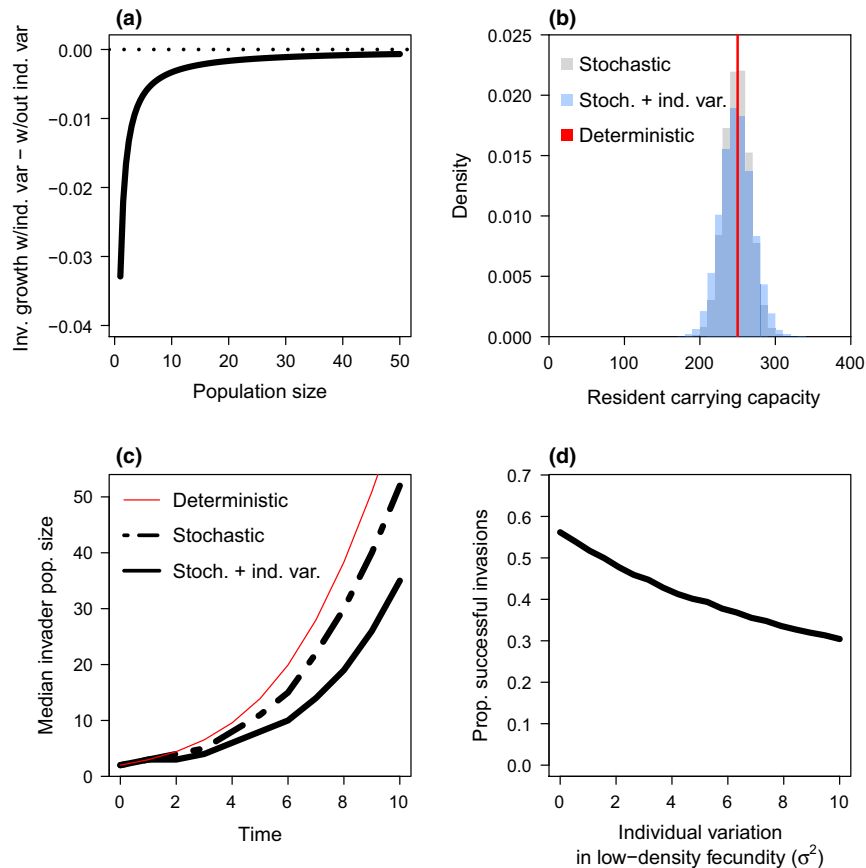 (a)
Inv. growth w/ind. var − w/out ind. var
0.00
−0.01
−0.02
−0.03
−0.04
0 10 20 30 40 50
Population size
(b)
Density
0.025
0.020
0.015
0.010
0.005
0.000
Stochastic
Stoch. + ind. var.
Deterministic
0 100 200 300 400
Resident carrying capacity
(c)
Median invader pop. size
50
40
30
20
10
0
Deterministic
Stochastic
Stoch. + ind. var.
0 2 4 6 8 10
Time
(d)
Prop. successful invasions
0.7
0.6
0.5
0.4
0.3
0.2
0.1
0.0
0 2 4 6 8 10
Individual variation
in low−density fecundity (σ²)